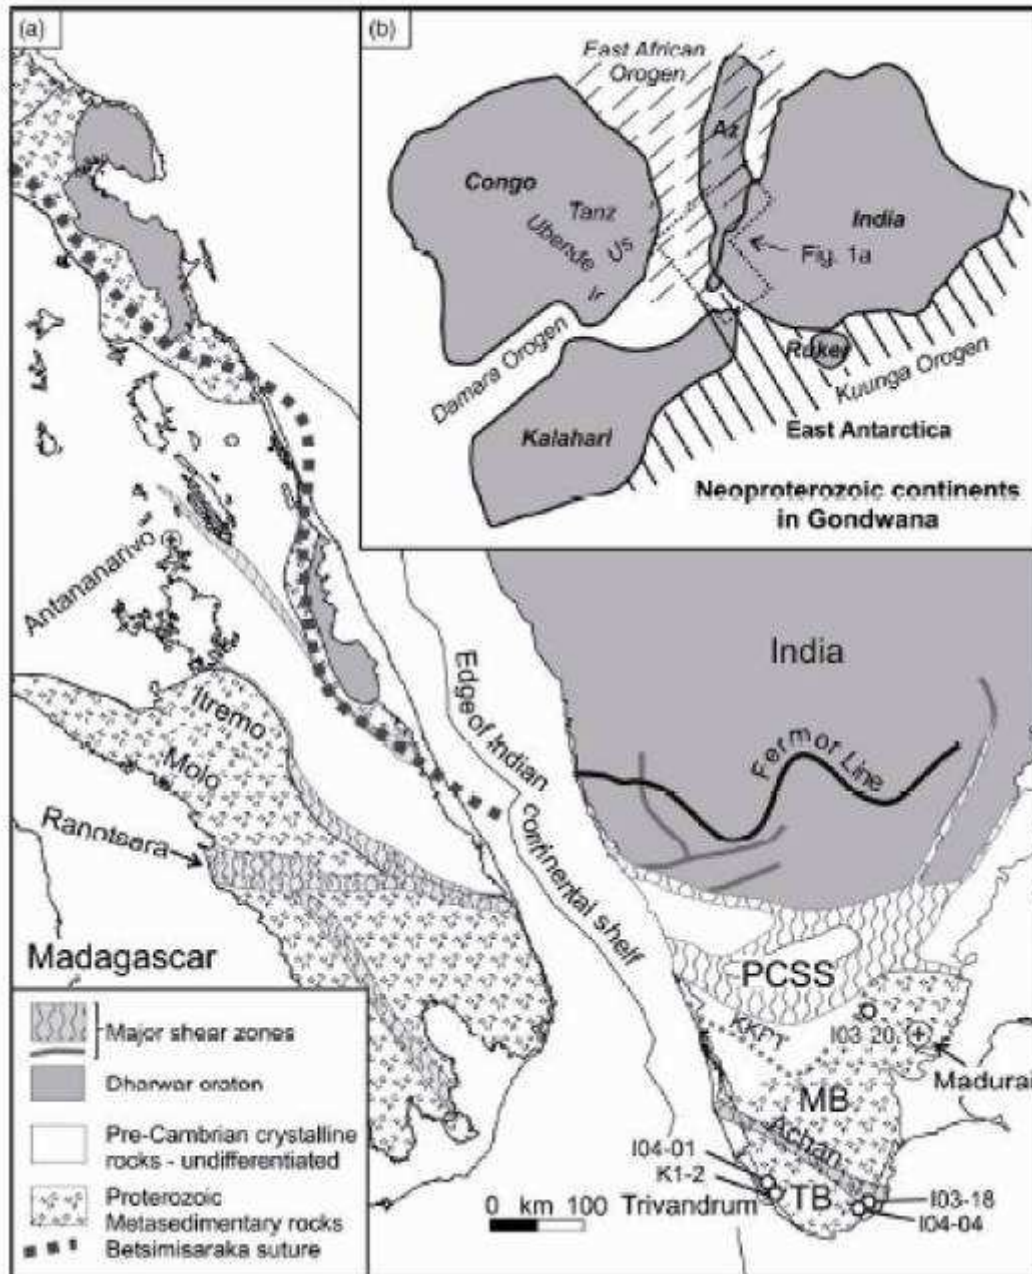 (a)
(b)
East African
Orogen
Az
Congo
Tanz
Ubende
Us
Ir
India
Fig. 1a
Damara Orogen
Ruker
Kuunga Orogen
Kalahari
East Antarctica
Neoproterozoic continents
in Gondwana
Antananarivo
Itremo
Molo
Ranotsara
Madagascar
Edge of Indian
continental shelf
India
Fermor Line
PCSS
KKPT
I03-20
Madurai
MB
Achan
I04-01
K1-2
TB
I03-18
I04-04
0 km 100
Trivandrum
Major shear zones
Dharwar craton
Pre-Cambrian crystalline
rocks - undifferentiated
Proterozoic
Metasedimentary rocks
Betsimisaraka suture